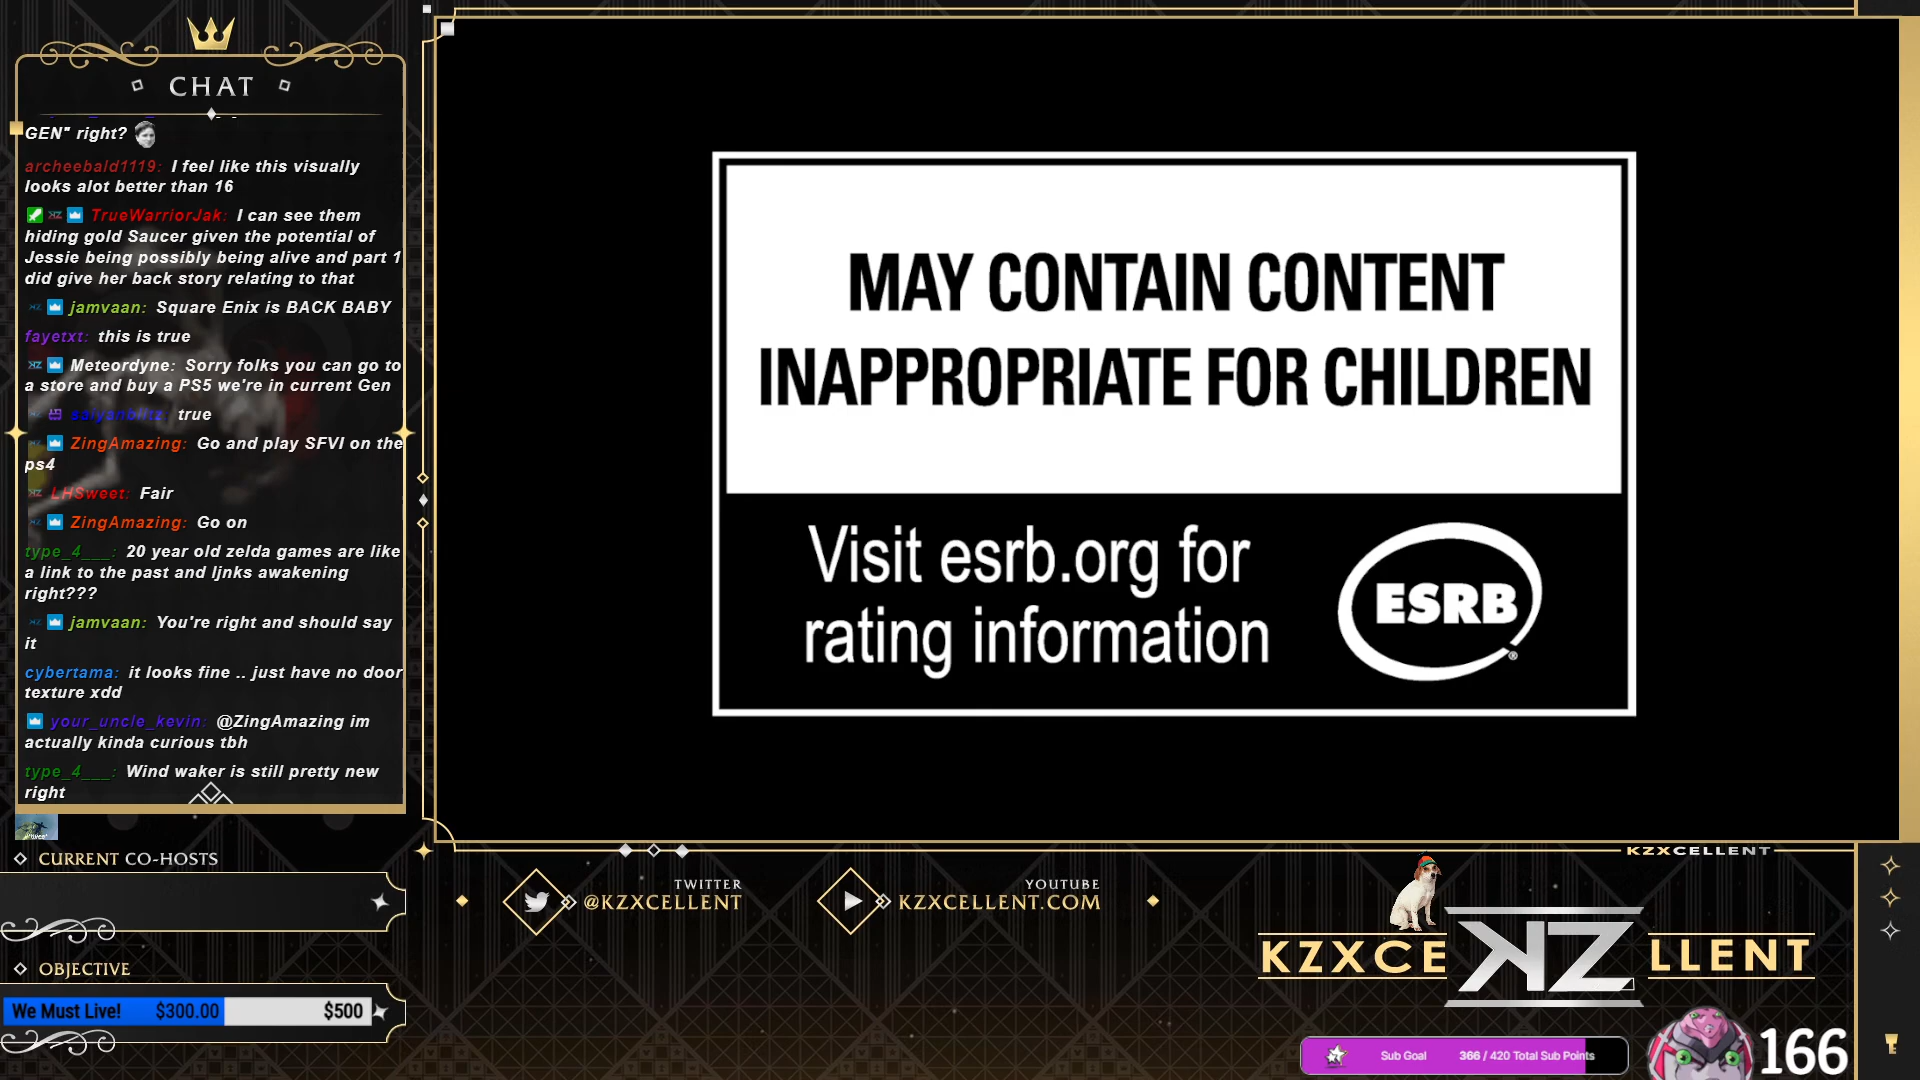 CHAT
GEN" right?
archeebald1119: I feel like this visually
looks alot better than 16
TrueWarriorJak: I can see them
hiding gold Saucer given the potential of
Jessie being possibly being alive and part 1
did give her back story relating to that
jamvaan: Square Enix is BACK BABY
fayetxt: this is true
Meteordyne: Sorry folks you can go to
a store and buy a PS5 we're in current Gen
saiyanblitz: true
ZingAmazing: Go and play SFVI on the
ps4
LHSweet: Fair
ZingAmazing: Go on
type_4___: 20 year old zelda games are like
a link to the past and ljnks awakening
right???
jamvaan: You're right and should say
it
cybertama: it looks fine .. just have no door
texture xdd
your_uncle_kevin: @ZingAmazing im
actually kinda curious tbh
type_4___: Wind waker is still pretty new
right
CURRENT CO-HOSTS
OBJECTIVE
We Must Live! $300.00 $500
MAY CONTAIN CONTENT
INAPPROPRIATE FOR CHILDREN
Visit esrb.org for
rating information
ESRB
®
KZXCELLENT
TWITTER
@KZXCELLENT
YOUTUBE
KZXCELLENT.COM
KZXCE KZ LLENT
Sub Goal 366 / 420 Total Sub Points
166